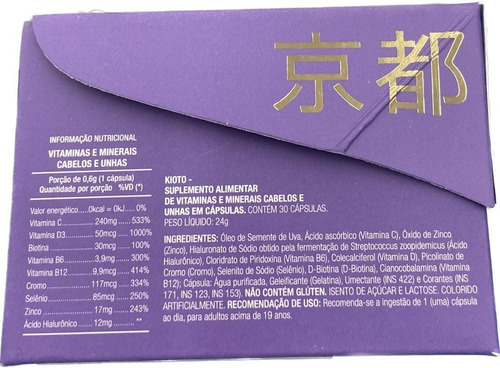 京都
INFORMAÇÃO NUTRICIONAL
VITAMINAS E MINERAIS
CABELOS E UNHAS
Porção de 0,6g (1 cápsula)
Quantidade por porção %VD (*)
Valor energético....0kcal = 0kJ....0%
Vitamina C 240mg 533%
Vitamina D3 50mcg 1000%
Biotina 30mcg 100%
Vitamina B6 3,9mg 300%
Vitamina B12 9,9mcg 414%
Cromo 117mcg 334%
Selênio 85mcg 250%
Zinco 17mg 243%
Ácido Hialurônico 12mg **
KIOTO -
SUPLEMENTO ALIMENTAR
DE VITAMINAS E MINERAIS CABELOS E
UNHAS EM CÁPSULAS. CONTÉM 30 CÁPSULAS.
PESO LÍQUIDO: 24g
INGREDIENTES: Óleo de Semente de Uva, Ácido ascórbico (Vitamina C), Óxido de Zinco
(Zinco), Hialuronato de Sódio obtido pela fermentação de Streptococcus zoopidemicus (Ácido
Hialurônico), Cloridrato de Piridoxina (Vitamina B6), Colecalciferol (Vitamina D), Picolinato de
Cromo (Cromo), Selenito de Sódio (Selênio), D-Biotina (D-Biotina), Cianocobalamina (Vitamina
B12); Cápsula: Água purificada, Gelificante (Gelatina), Umectante (INS 422) e Corantes (INS
171, INS 123, INS 153). NÃO CONTÉM GLÚTEN. ISENTO DE AÇÚCAR E LACTOSE. COLORIDO
ARTIFICIALMENTE. RECOMENDAÇÃO DE USO: Recomenda-se a ingestão de 1 (uma) cápsula
ao dia, para adultos acima de 19 anos.